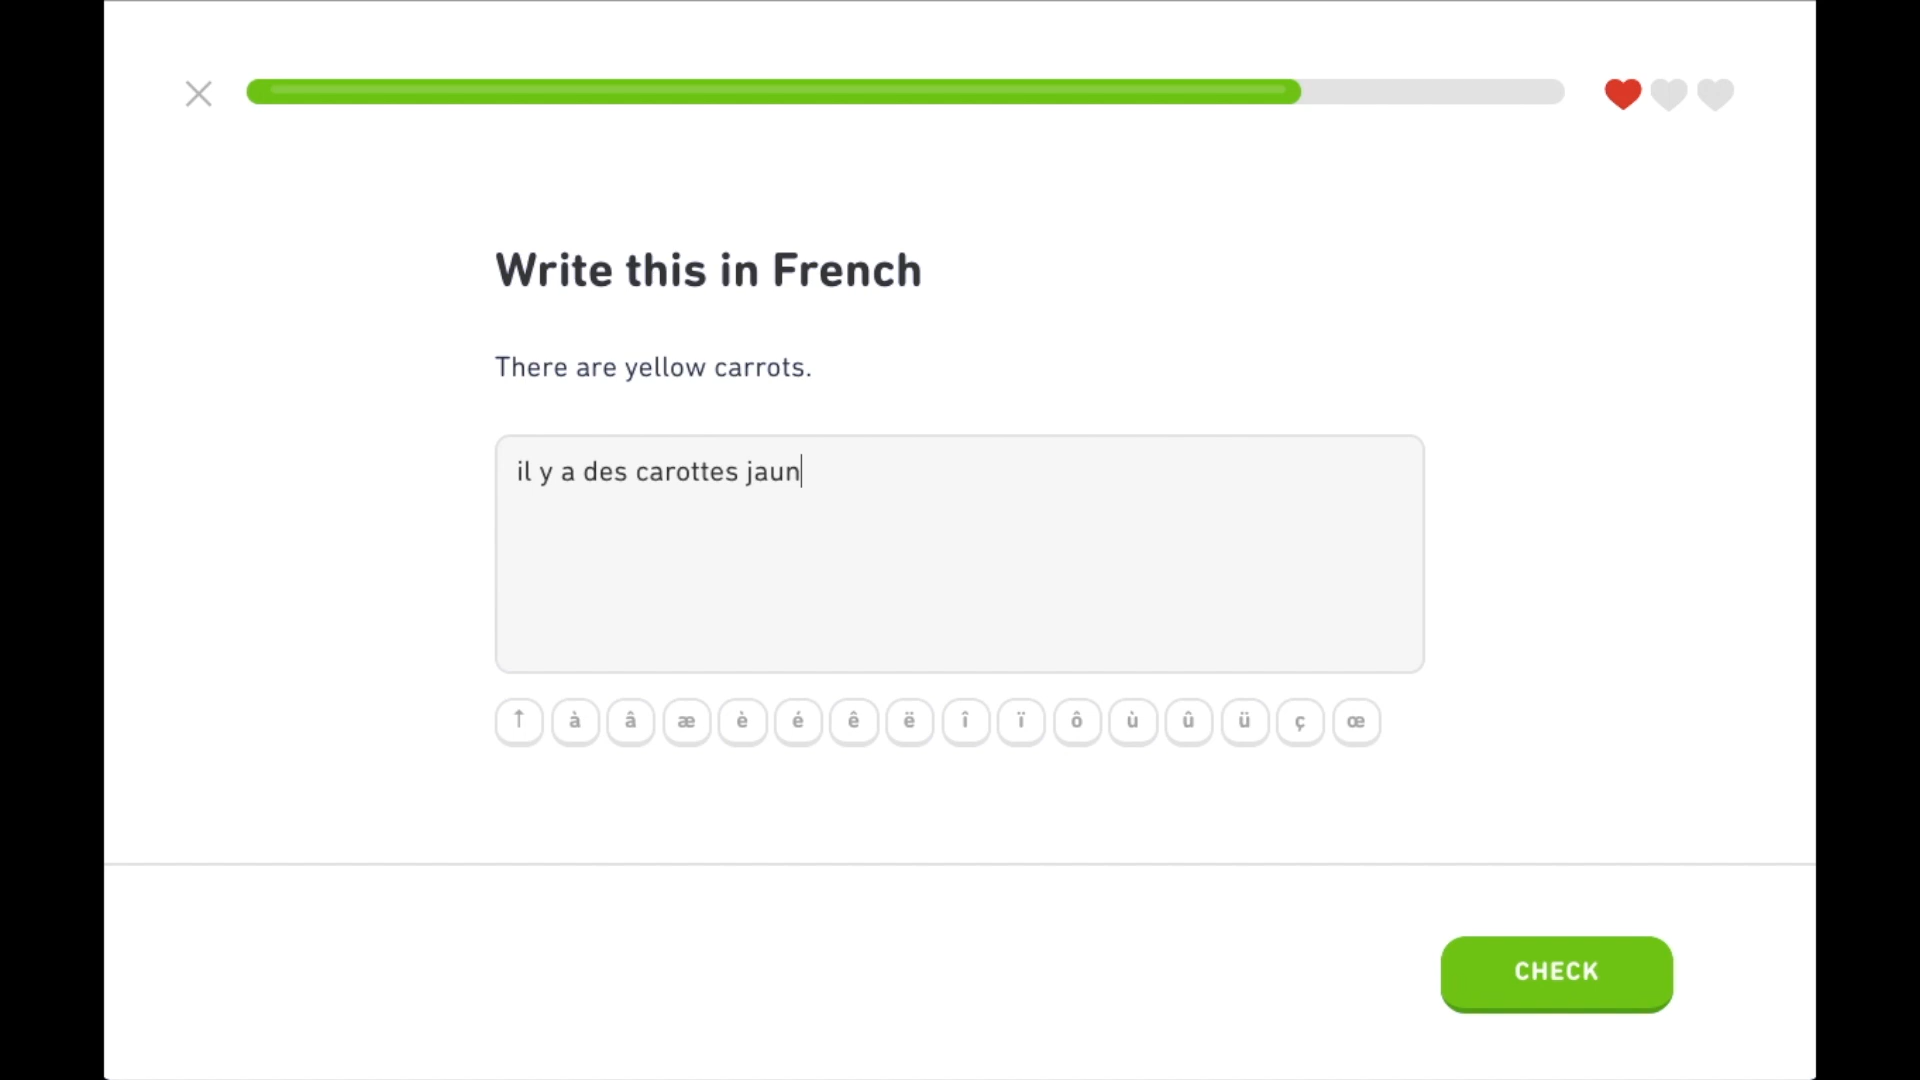 Write this in French
There are yellow carrots.
il y a des carottes jaun
↑ à â æ è é ê ë î ï ô ù û ü ç œ
CHECK